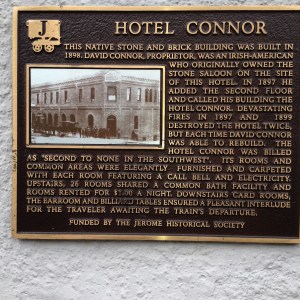 J
HOTEL CONNOR
THIS NATIVE STONE AND BRICK BUILDING WAS BUILT IN
1898. DAVID CONNOR, PROPRIETOR, WAS AN IRISH-AMERICAN
WHO ORIGINALLY OWNED THE
STONE SALOON ON THE SITE
OF THIS HOTEL. IN 1897 HE
ADDED THE SECOND FLOOR
AND CALLED HIS BUILDING THE
HOTEL CONNOR. DEVASTATING
FIRES IN 1897 AND 1899
DESTROYED THE HOTEL TWICE,
BUT EACH TIME DAVID CONNOR
WAS ABLE TO REBUILD. THE
HOTEL CONNOR WAS BILLED
AS "SECOND TO NONE IN THE SOUTHWEST". ITS ROOMS AND
COMMON AREAS WERE ELEGANTLY FURNISHED AND CARPETED
WITH EACH ROOM FEATURING A CALL BELL AND ELECTRICITY.
UPSTAIRS, 26 ROOMS SHARED A COMMON BATH FACILITY AND
ROOMS RENTED FOR A NIGHT. DOWNSTAIRS CARD ROOMS,
THE BARROOM AND BILLIARD TABLES ENSURED A PLEASANT INTERLUDE
FOR THE TRAVELER AWAITING THE TRAIN'S DEPARTURE.
FUNDED BY THE JEROME HISTORICAL SOCIETY